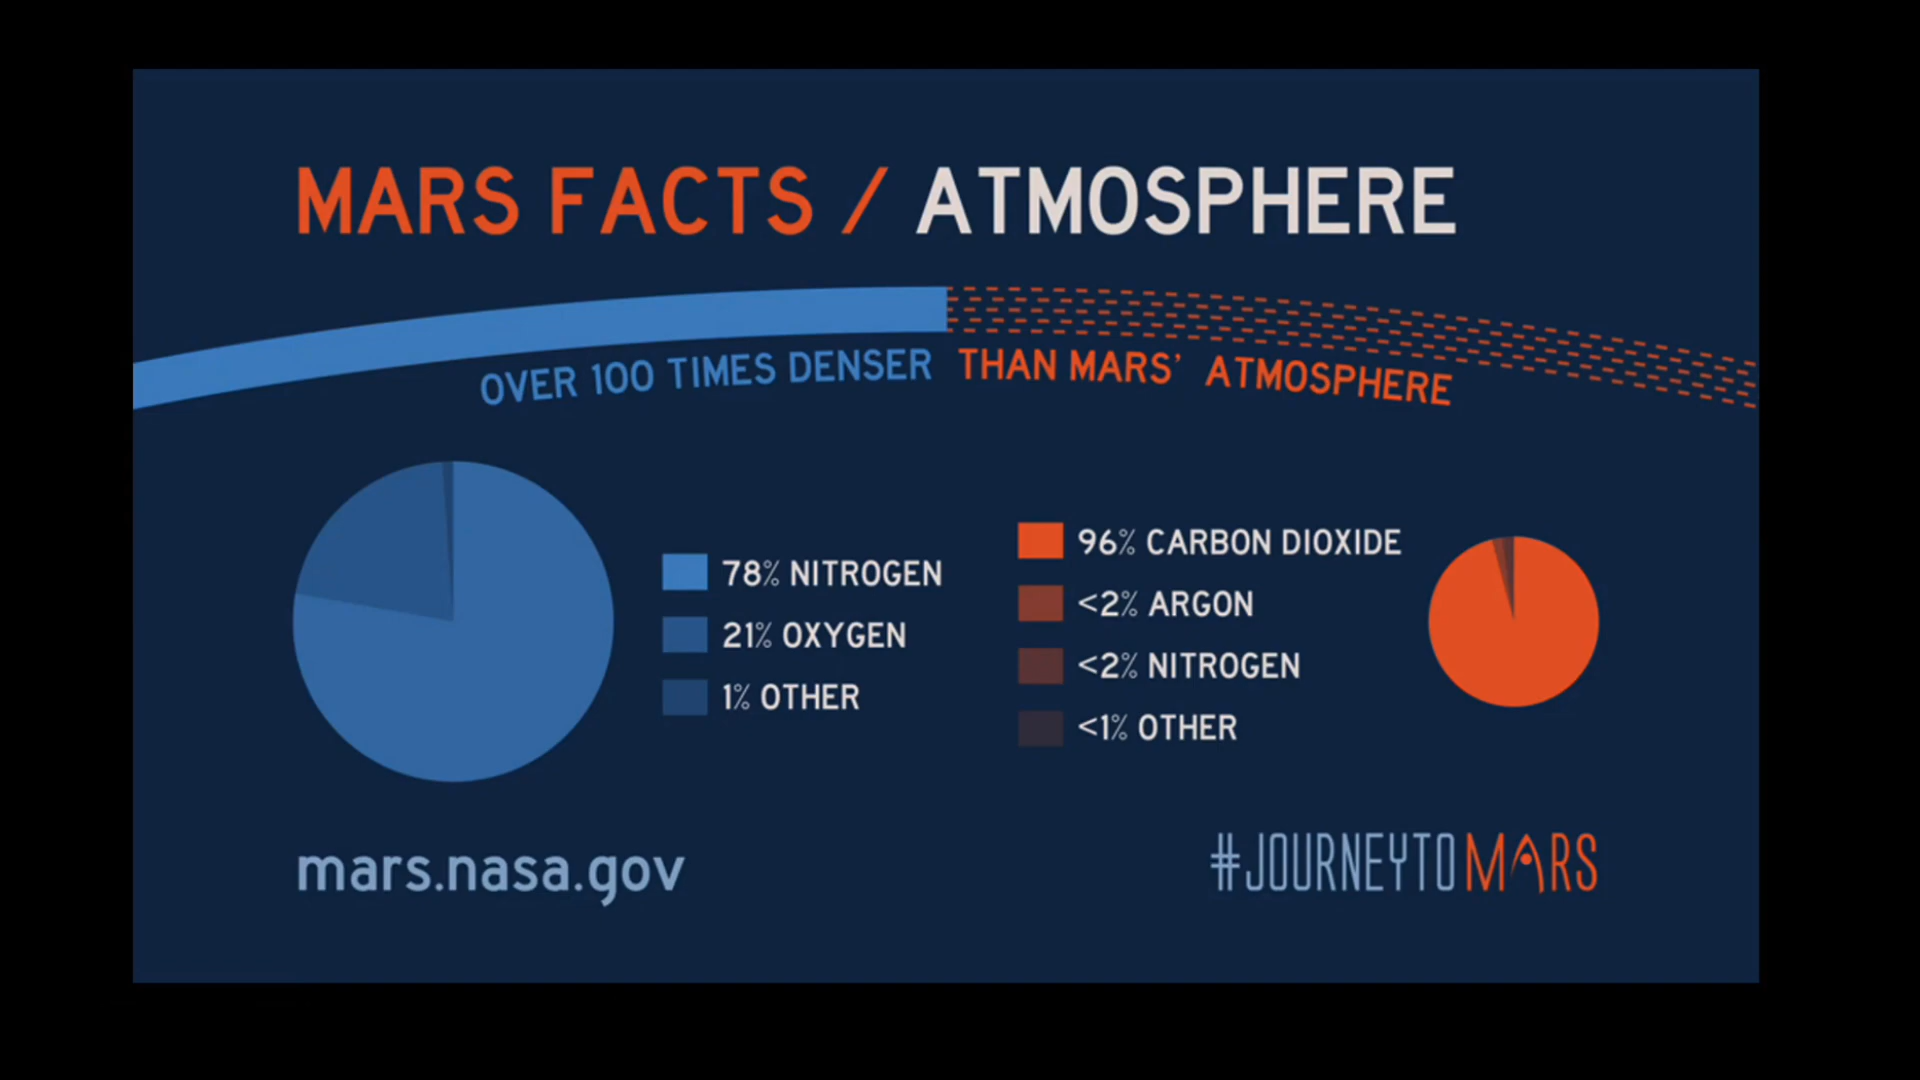 MARS FACTS / ATMOSPHERE
OVER 100 TIMES DENSER THAN MARS' ATMOSPHERE
78% NITROGEN
21% OXYGEN
1% OTHER
96% CARBON DIOXIDE
<2% ARGON
<2% NITROGEN
<1% OTHER
mars.nasa.gov
#JOURNEYTOMARS